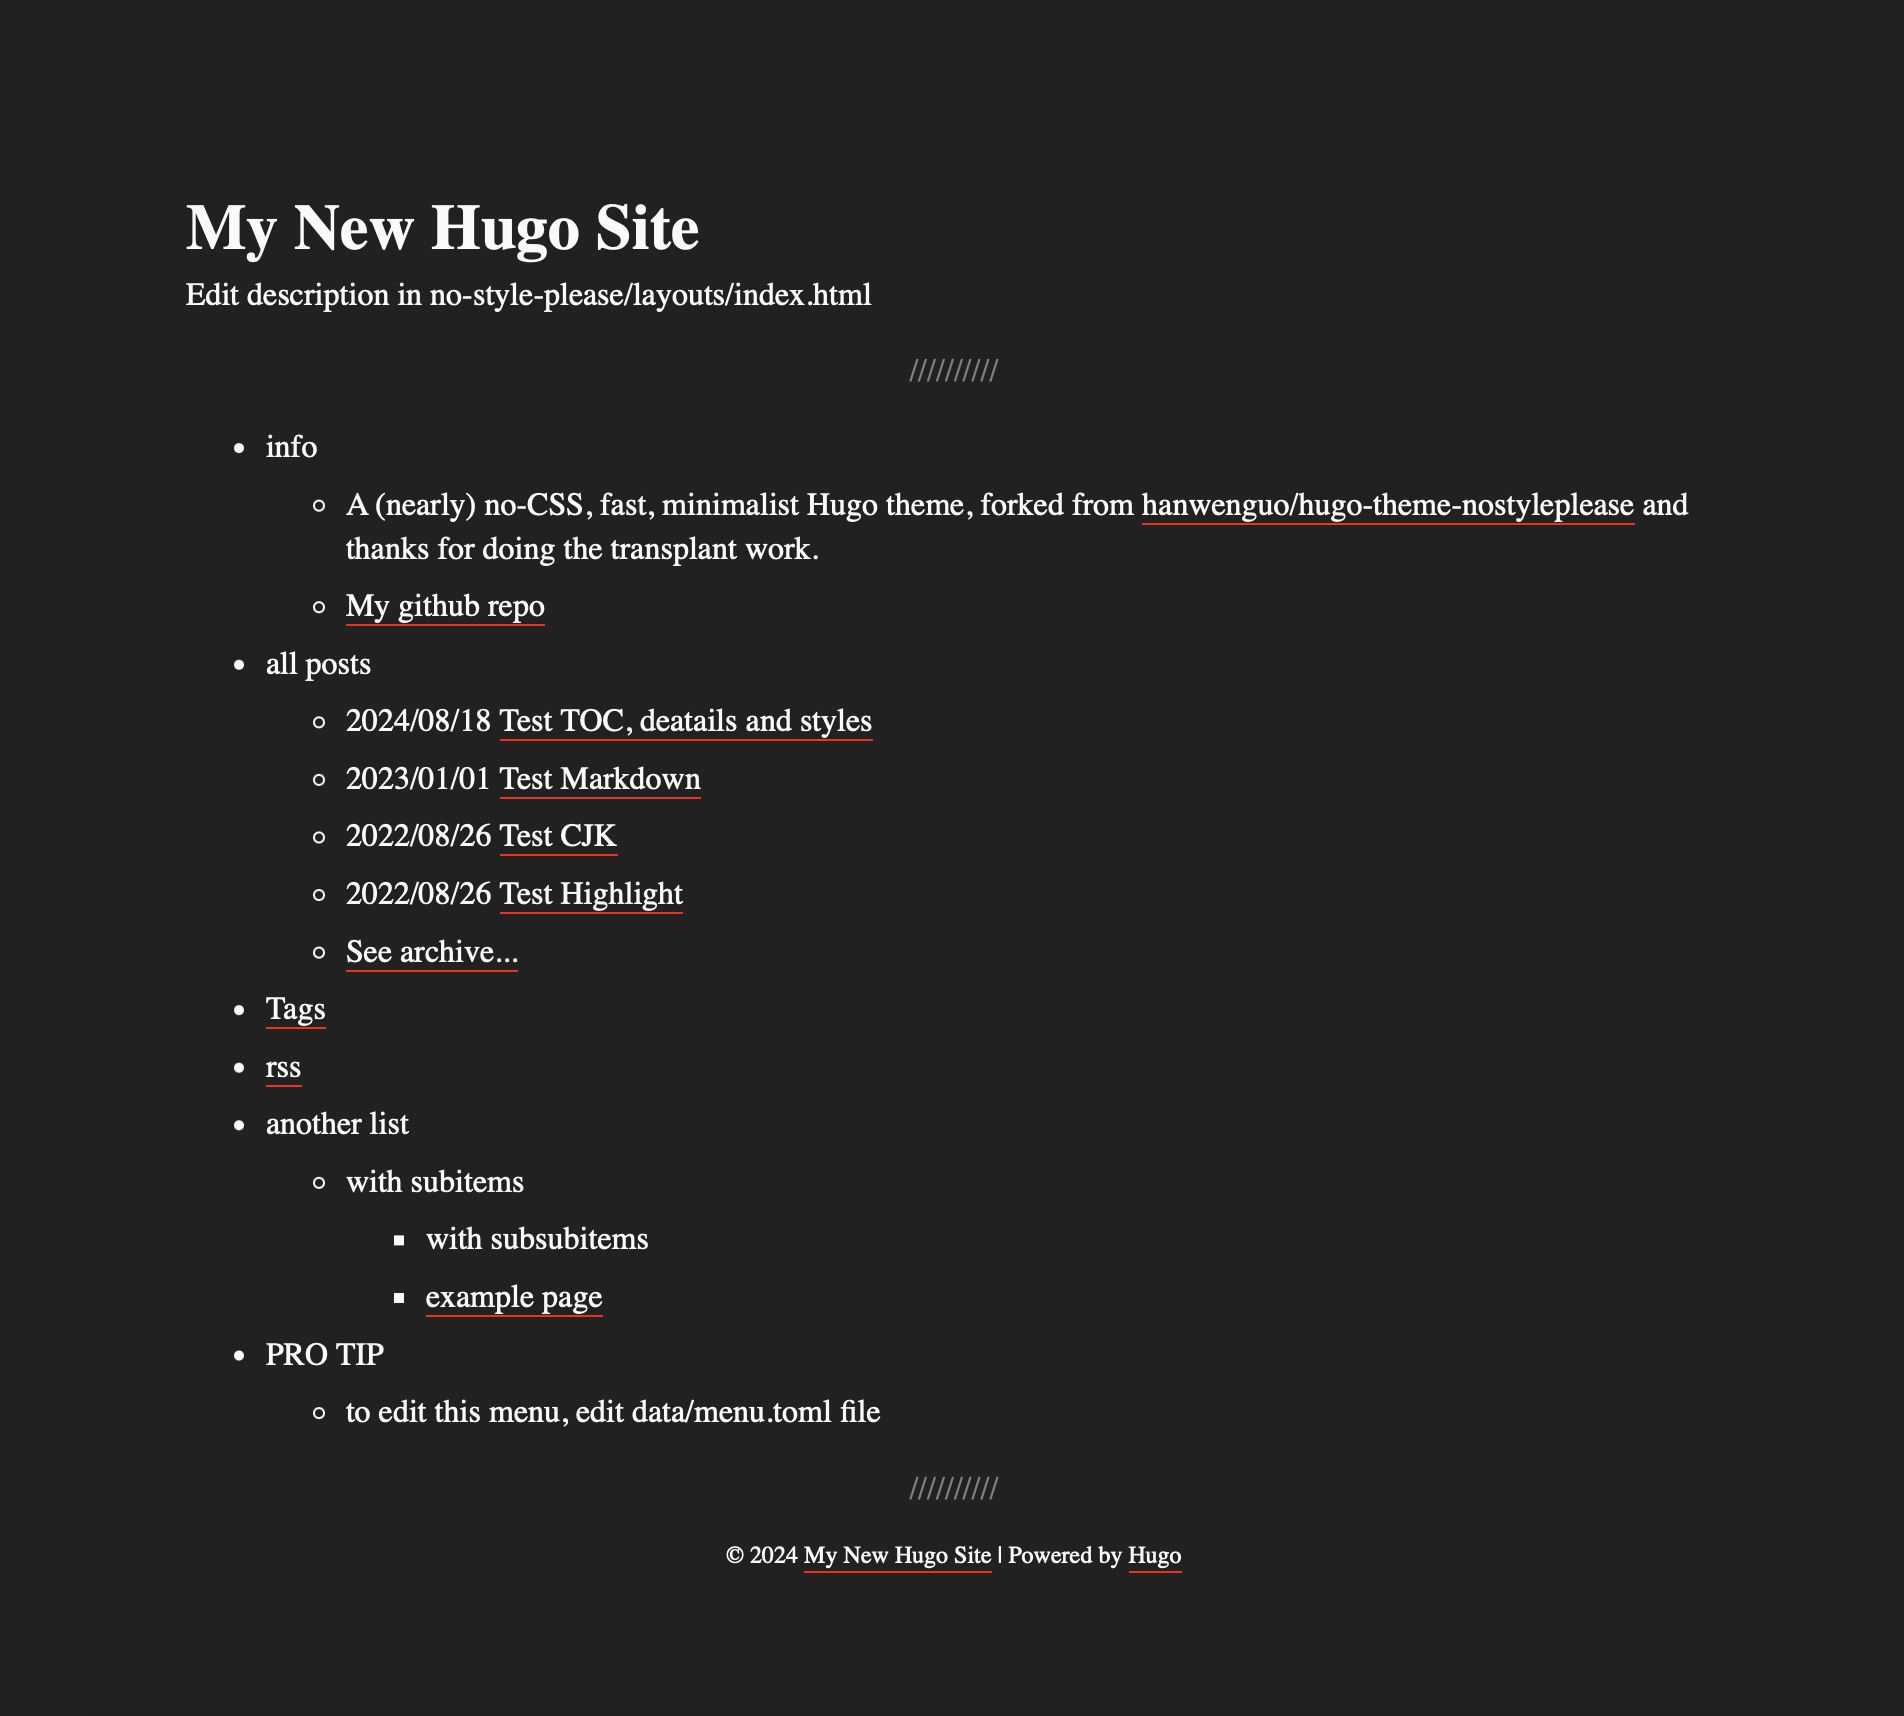 My New Hugo Site
Edit description in no-style-please/layouts/index.html
//////////
info
A (nearly) no-CSS, fast, minimalist Hugo theme, forked from hanwenguo/hugo-theme-nostyleplease and
thanks for doing the transplant work.
My github repo
all posts
2024/08/18 Test TOC, deatails and styles
2023/01/01 Test Markdown
2022/08/26 Test CJK
2022/08/26 Test Highlight
See archive...
Tags
rss
another list
with subitems
with subsubitems
example page
PRO TIP
to edit this menu, edit data/menu.toml file
//////////
© 2024 My New Hugo Site | Powered by Hugo